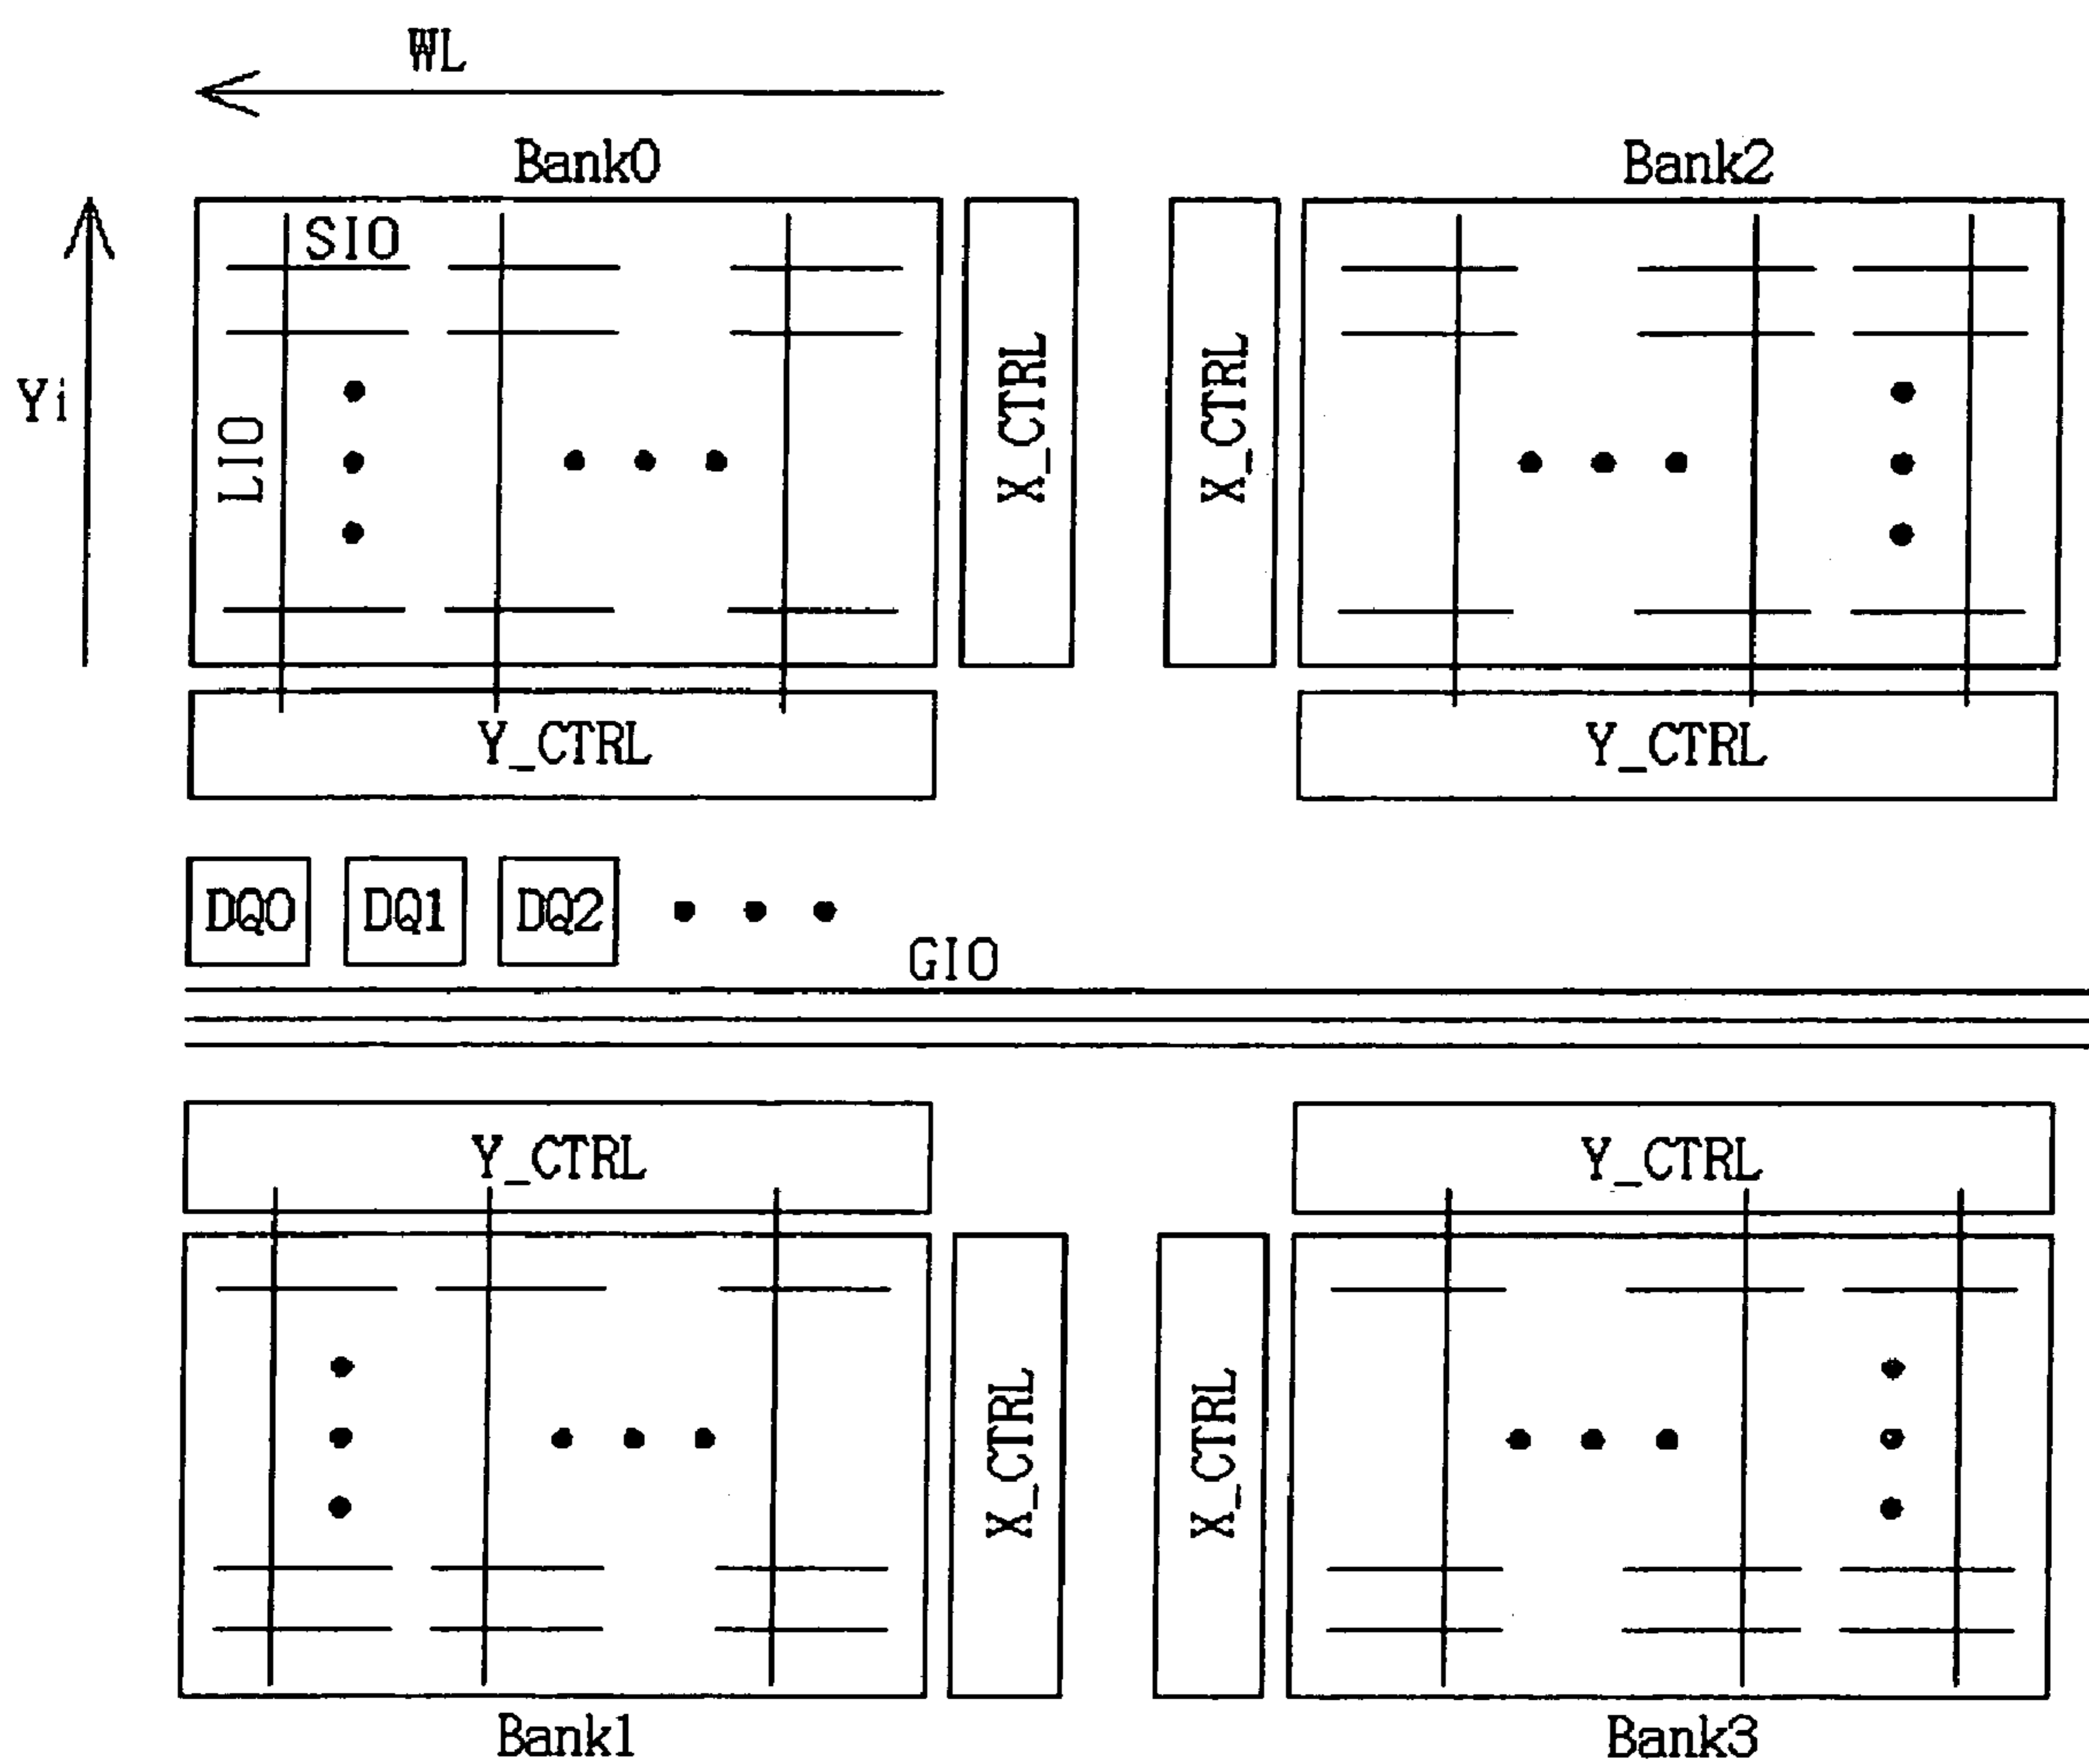 WL
Bank0
Bank2
SIO
Yi
LIO
X_CTRL
X_CTRL
Y_CTRL
Y_CTRL
DQ0 DQ1 DQ2
GIO
Y_CTRL
Y_CTRL
X_CTRL
X_CTRL
Bank1
Bank3